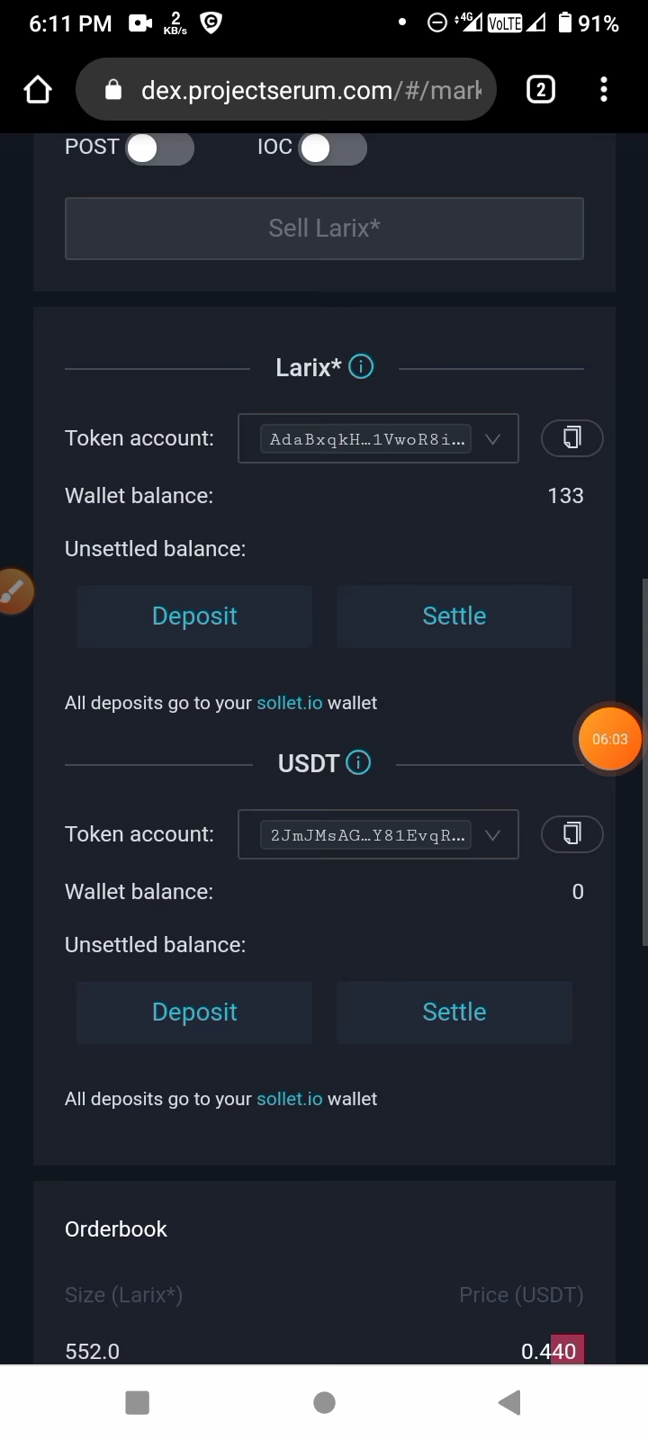 6:11 PM 2 KB/s 4G VoLTE 91%
dex.projectserum.com/#/mark 2
POST IOC
Sell Larix*
Larix*
Token account: AdaBxqkH…1VwoR8i...
Wallet balance: 133
Unsettled balance:
Deposit Settle
All deposits go to your sollet.io wallet
06:03
USDT
Token account: 2JmJMsAG…Y81EvqR...
Wallet balance: 0
Unsettled balance:
Deposit Settle
All deposits go to your sollet.io wallet
Orderbook
Size (Larix*) Price (USDT)
552.0 0.440